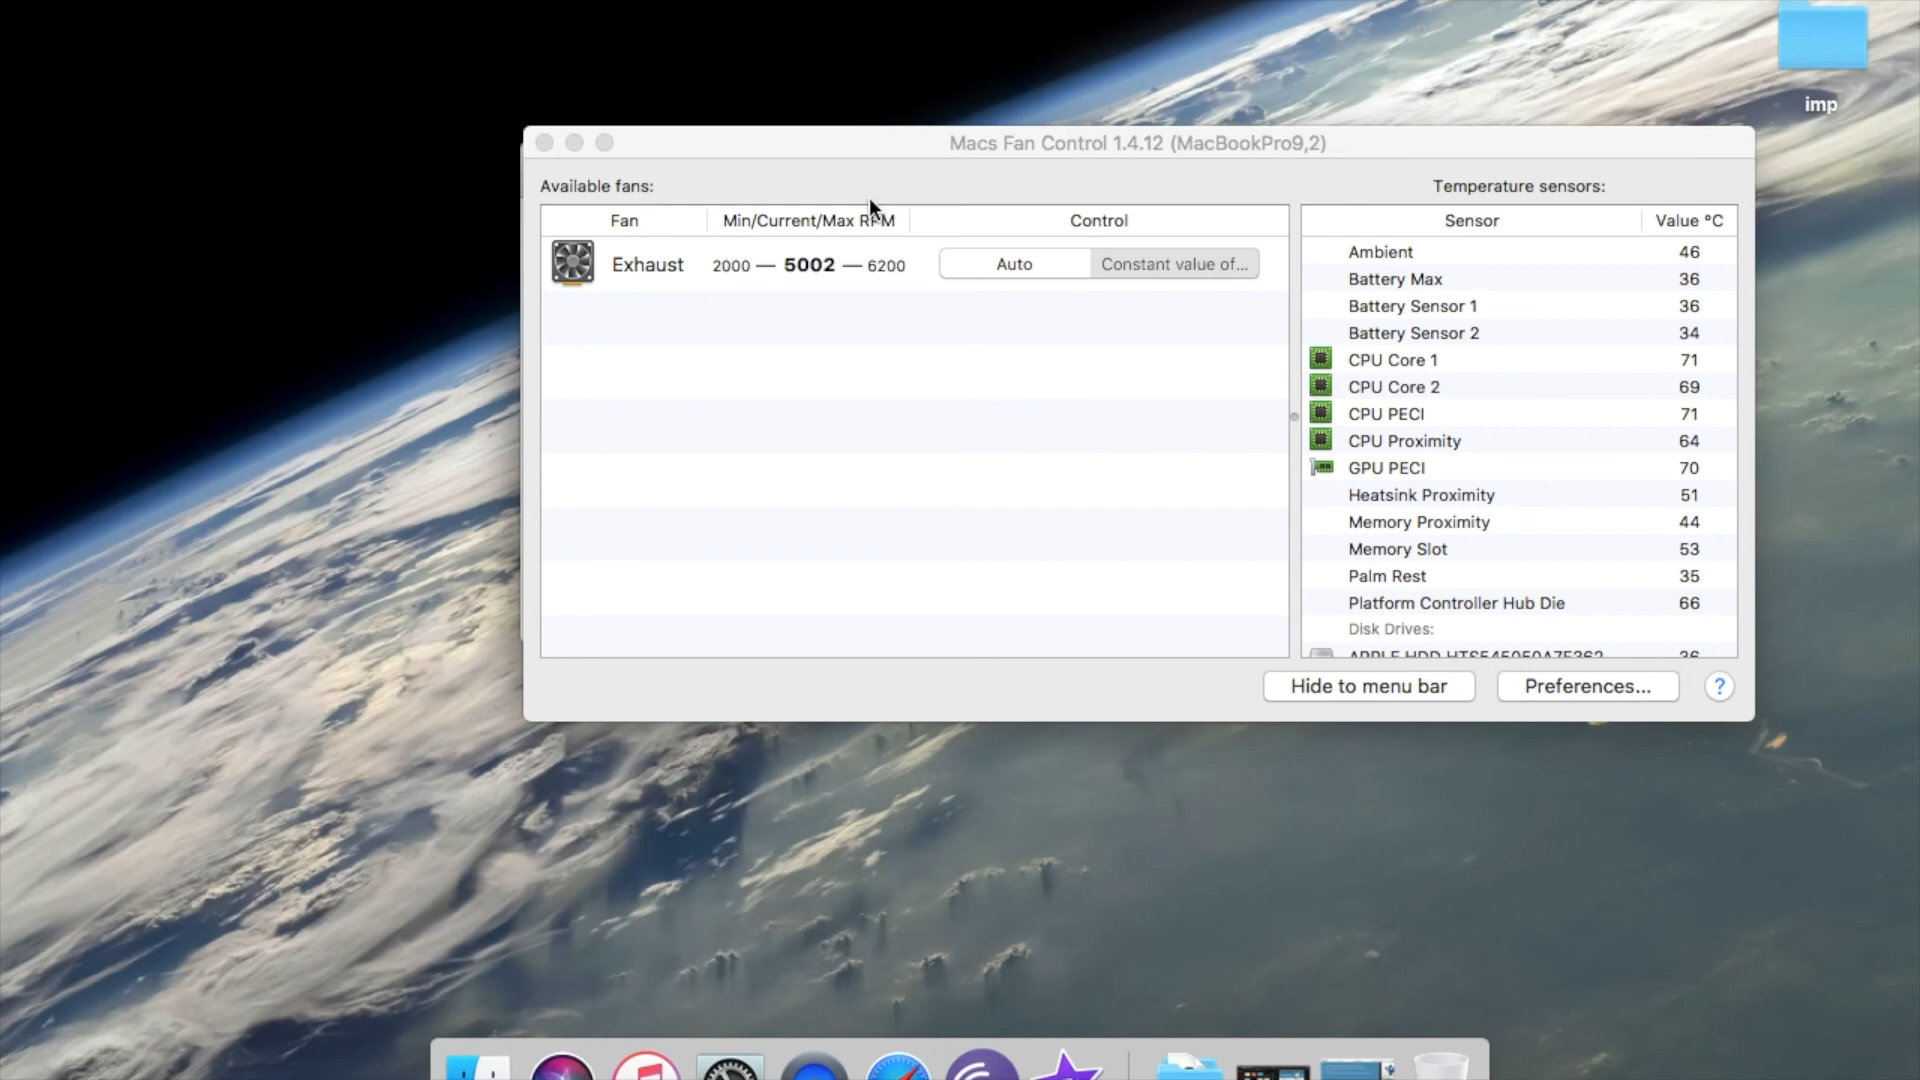 imp
Macs Fan Control 1.4.12 (MacBookPro9,2)
Available fans:
Temperature sensors:
Fan Min/Current/Max RPM Control
Exhaust 2000 — 5002 — 6200 Auto Constant value of...
Sensor Value °C
Ambient 46
Battery Max 36
Battery Sensor 1 36
Battery Sensor 2 34
CPU Core 1 71
CPU Core 2 69
CPU PECI 71
CPU Proximity 64
GPU PECI 70
Heatsink Proximity 51
Memory Proximity 44
Memory Slot 53
Palm Rest 35
Platform Controller Hub Die 66
Disk Drives:
APPLE HDD 36
Hide to menu bar Preferences... ?